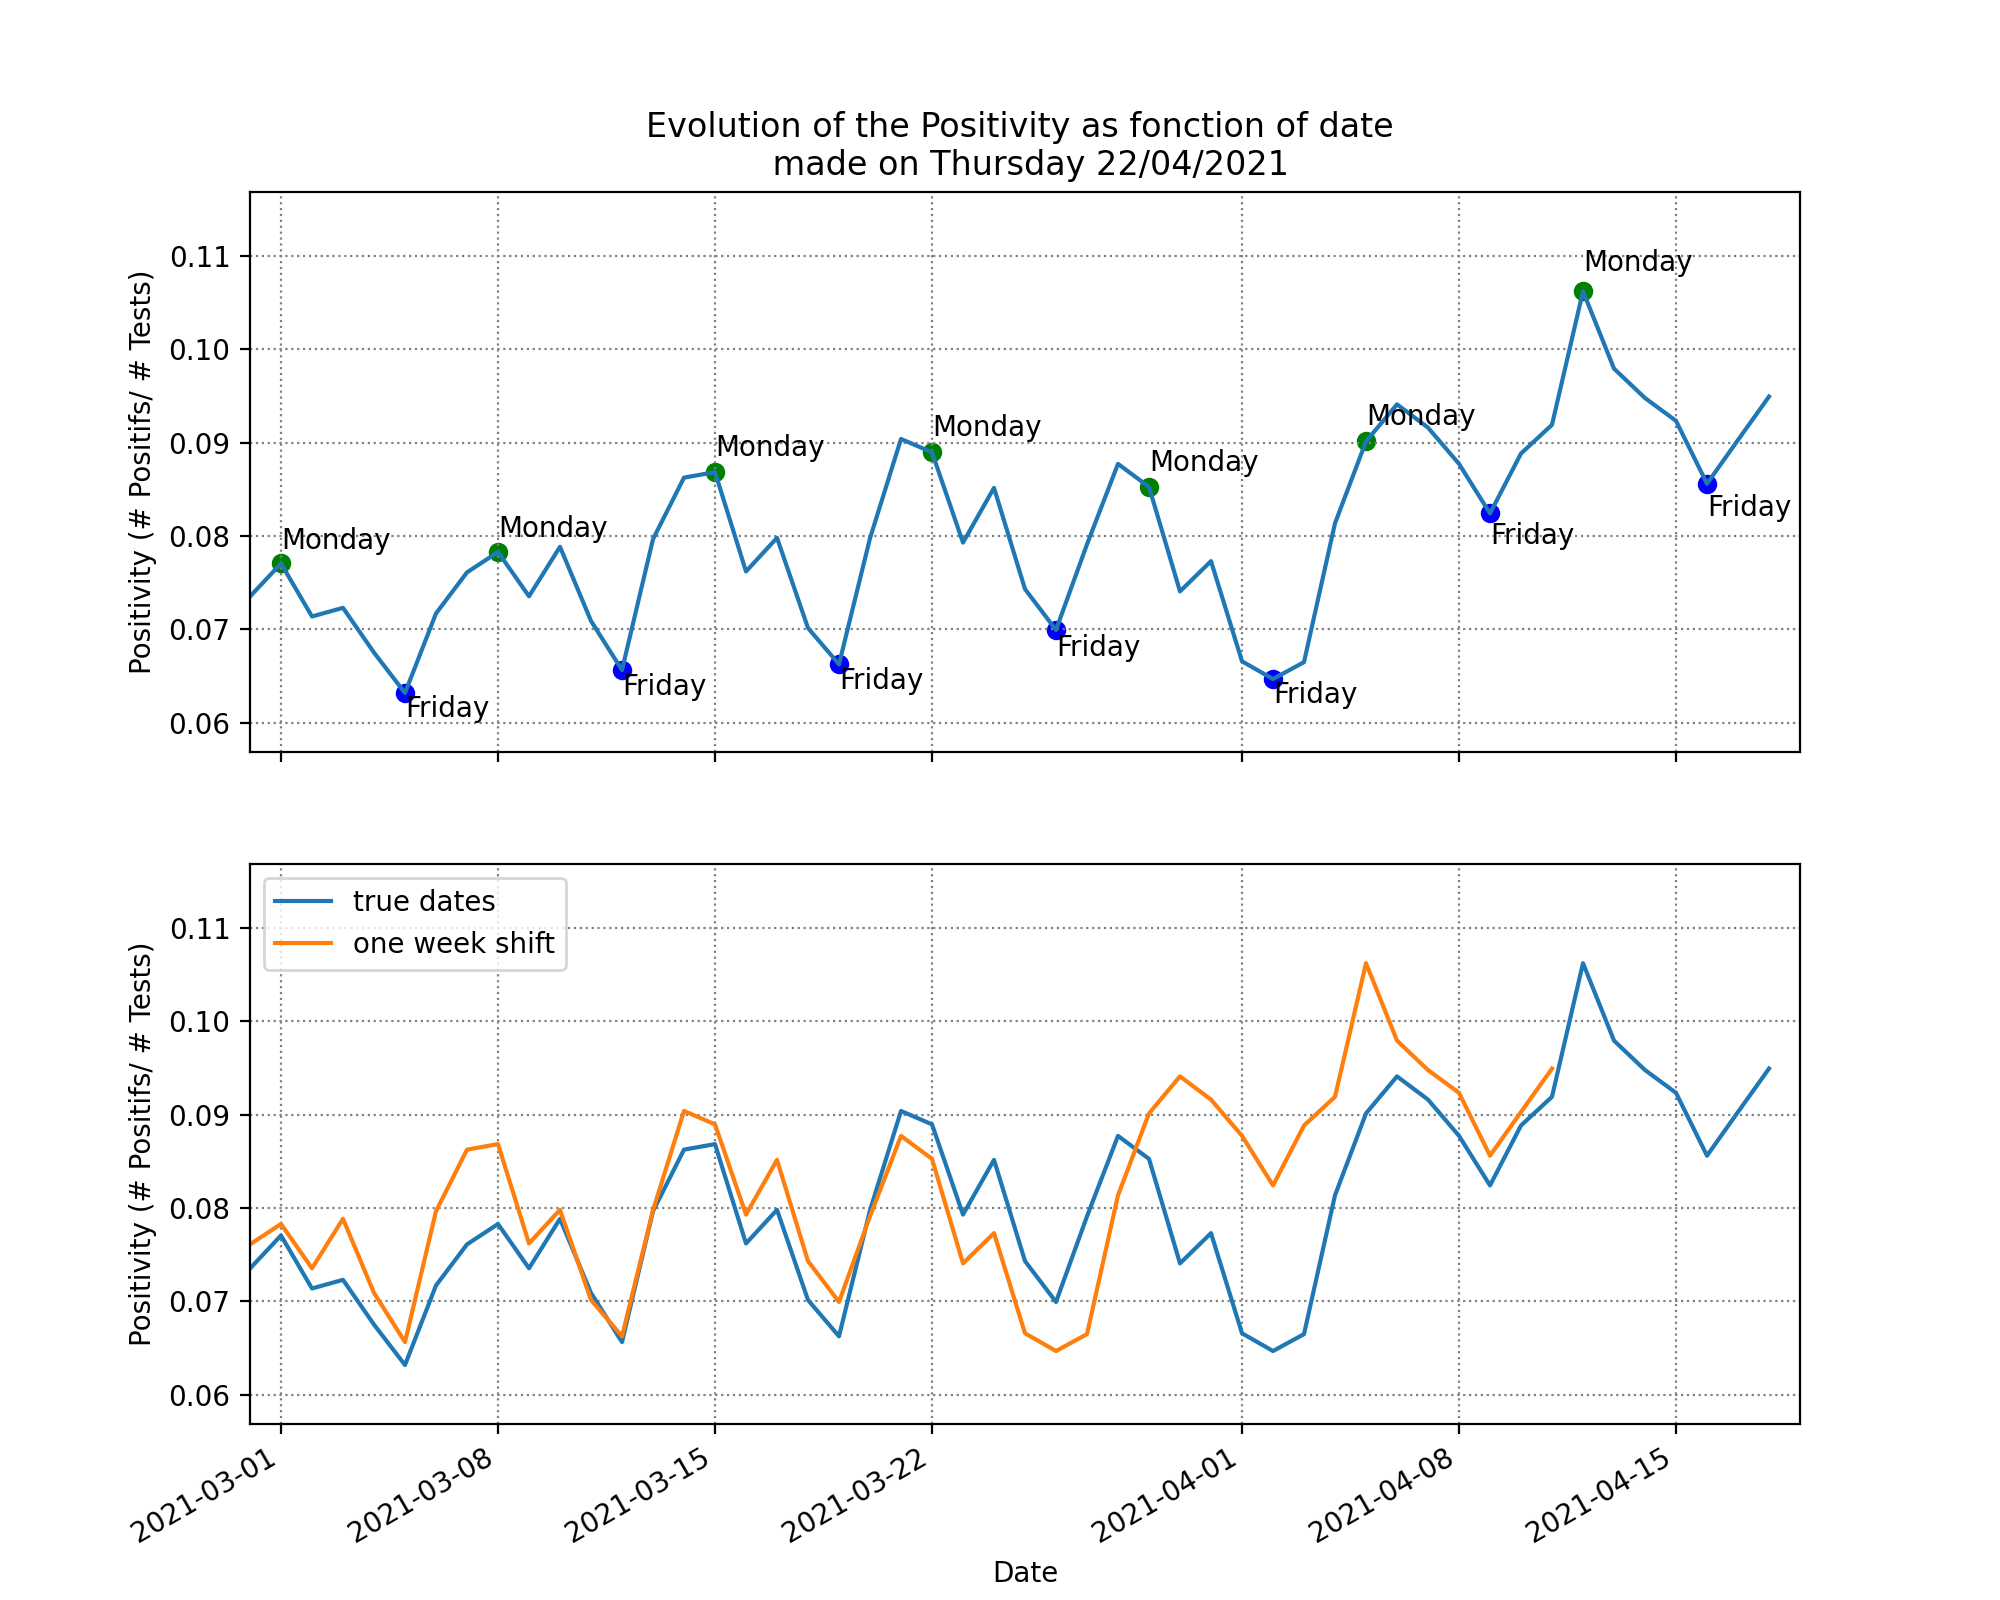 Evolution of the Positivity as fonction of date
made on Thursday 22/04/2021
Positivity (# Positifs/ # Tests)
0.11
0.10
0.09
0.08
0.07
0.06
Monday
Friday
Monday
Friday
Monday
Friday
Monday
Friday
Monday
Friday
Monday
Friday
Monday
Friday
Positivity (# Positifs/ # Tests)
0.11
0.10
0.09
0.08
0.07
0.06
true dates
one week shift
2021-03-01
2021-03-08
2021-03-15
2021-03-22
2021-04-01
2021-04-08
2021-04-15
Date